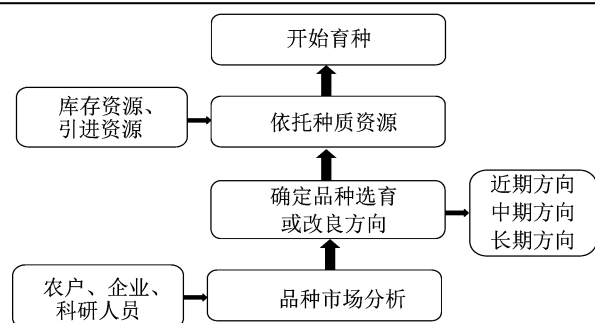 开始育种
库存资源、
引进资源
依托种质资源
确定品种选育
或改良方向
近期方向
中期方向
长期方向
农户、企业、
科研人员
品种市场分析